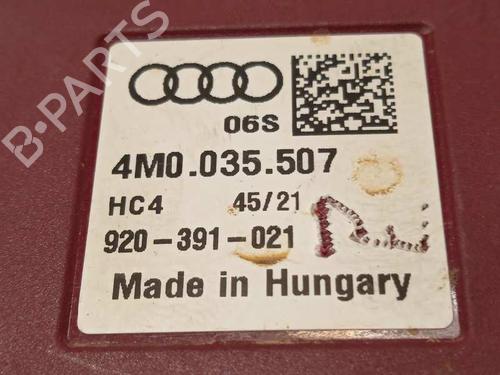 B-PARTS
06S
4M0.035.507
HC4 45/21
920-391-021
Made in Hungary